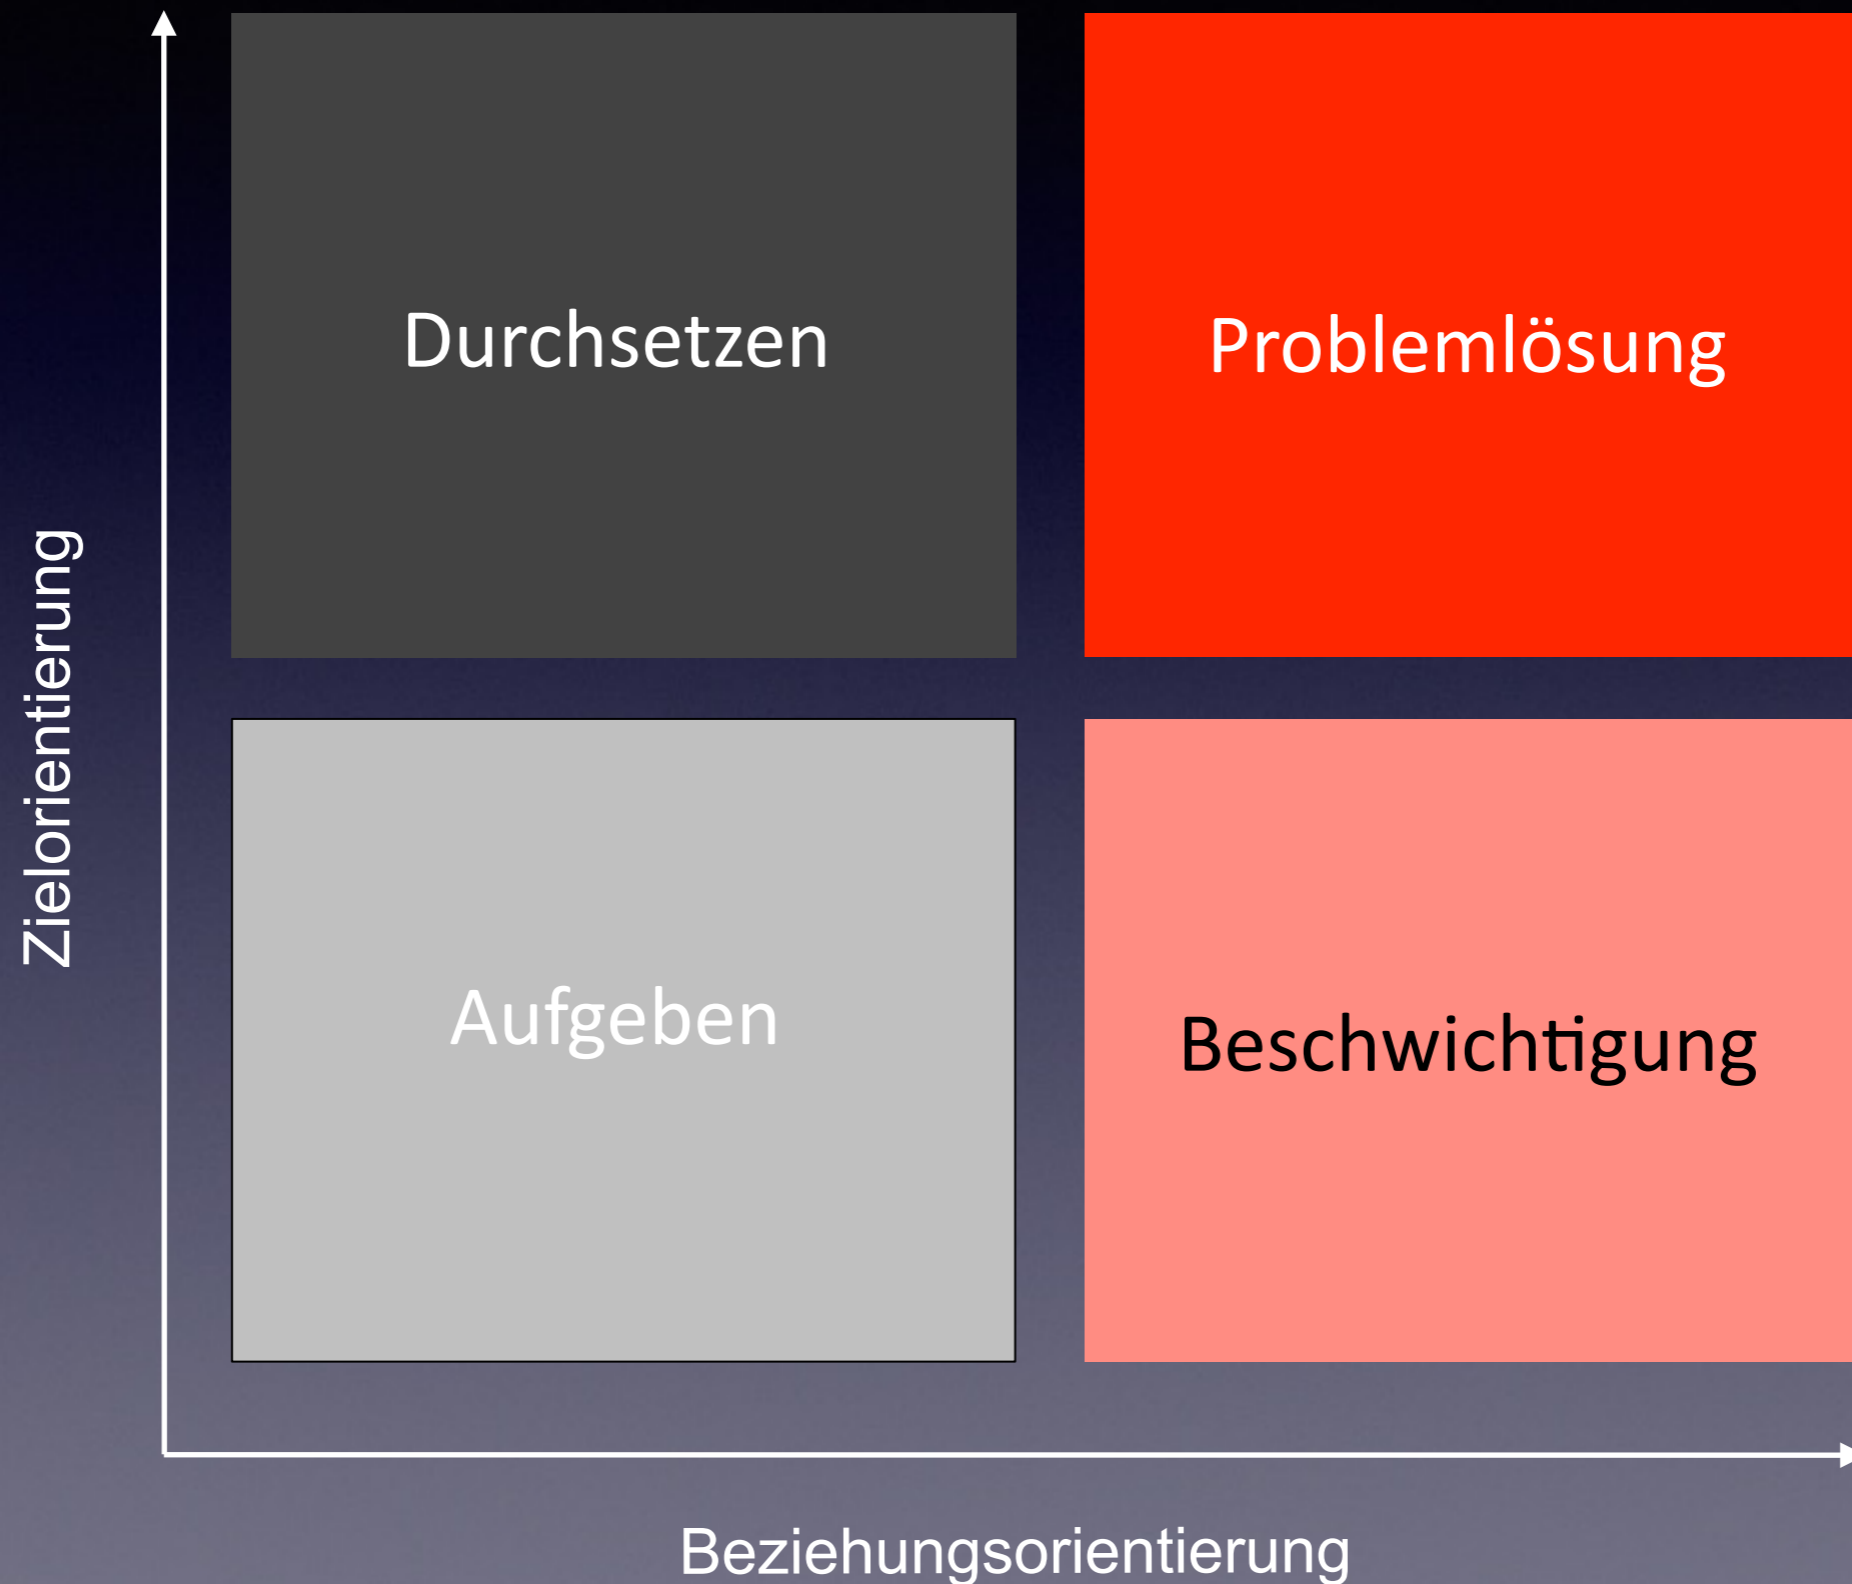 Durchsetzen
Problemlösung
Zielorientierung
Aufgeben
Beschwichtigung
Beziehungsorientierung